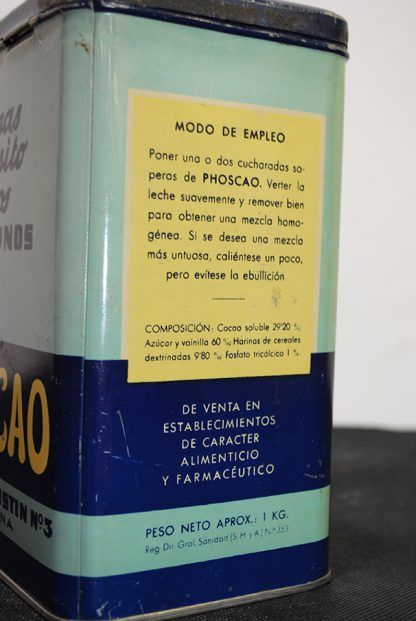 MODO DE EMPLEO
Poner una o dos cucharadas so-
peras de PHOSCAO. Verter la
leche suavemente y remover bien
para obtener una mezcla homo-
génea. Si se desea una mezcla
más untuosa, caliéntese un poco,
pero evítese la ebullición
COMPOSICIÓN: Cacao soluble 29'20 %;
Azúcar y vainilla 60 %; Harinas de cereales
dextrinadas 9'80 %; Fosfato tricálcico 1 %
DE VENTA EN
ESTABLECIMIENTOS
DE CARACTER
ALIMENTICIO
Y FARMACÉUTICO
PESO NETO APROX.: 1 KG.
Reg. Dir. Gral. Sanidad (S. H. y A.) N.º 353
CAO
USTIN Nº3
NA